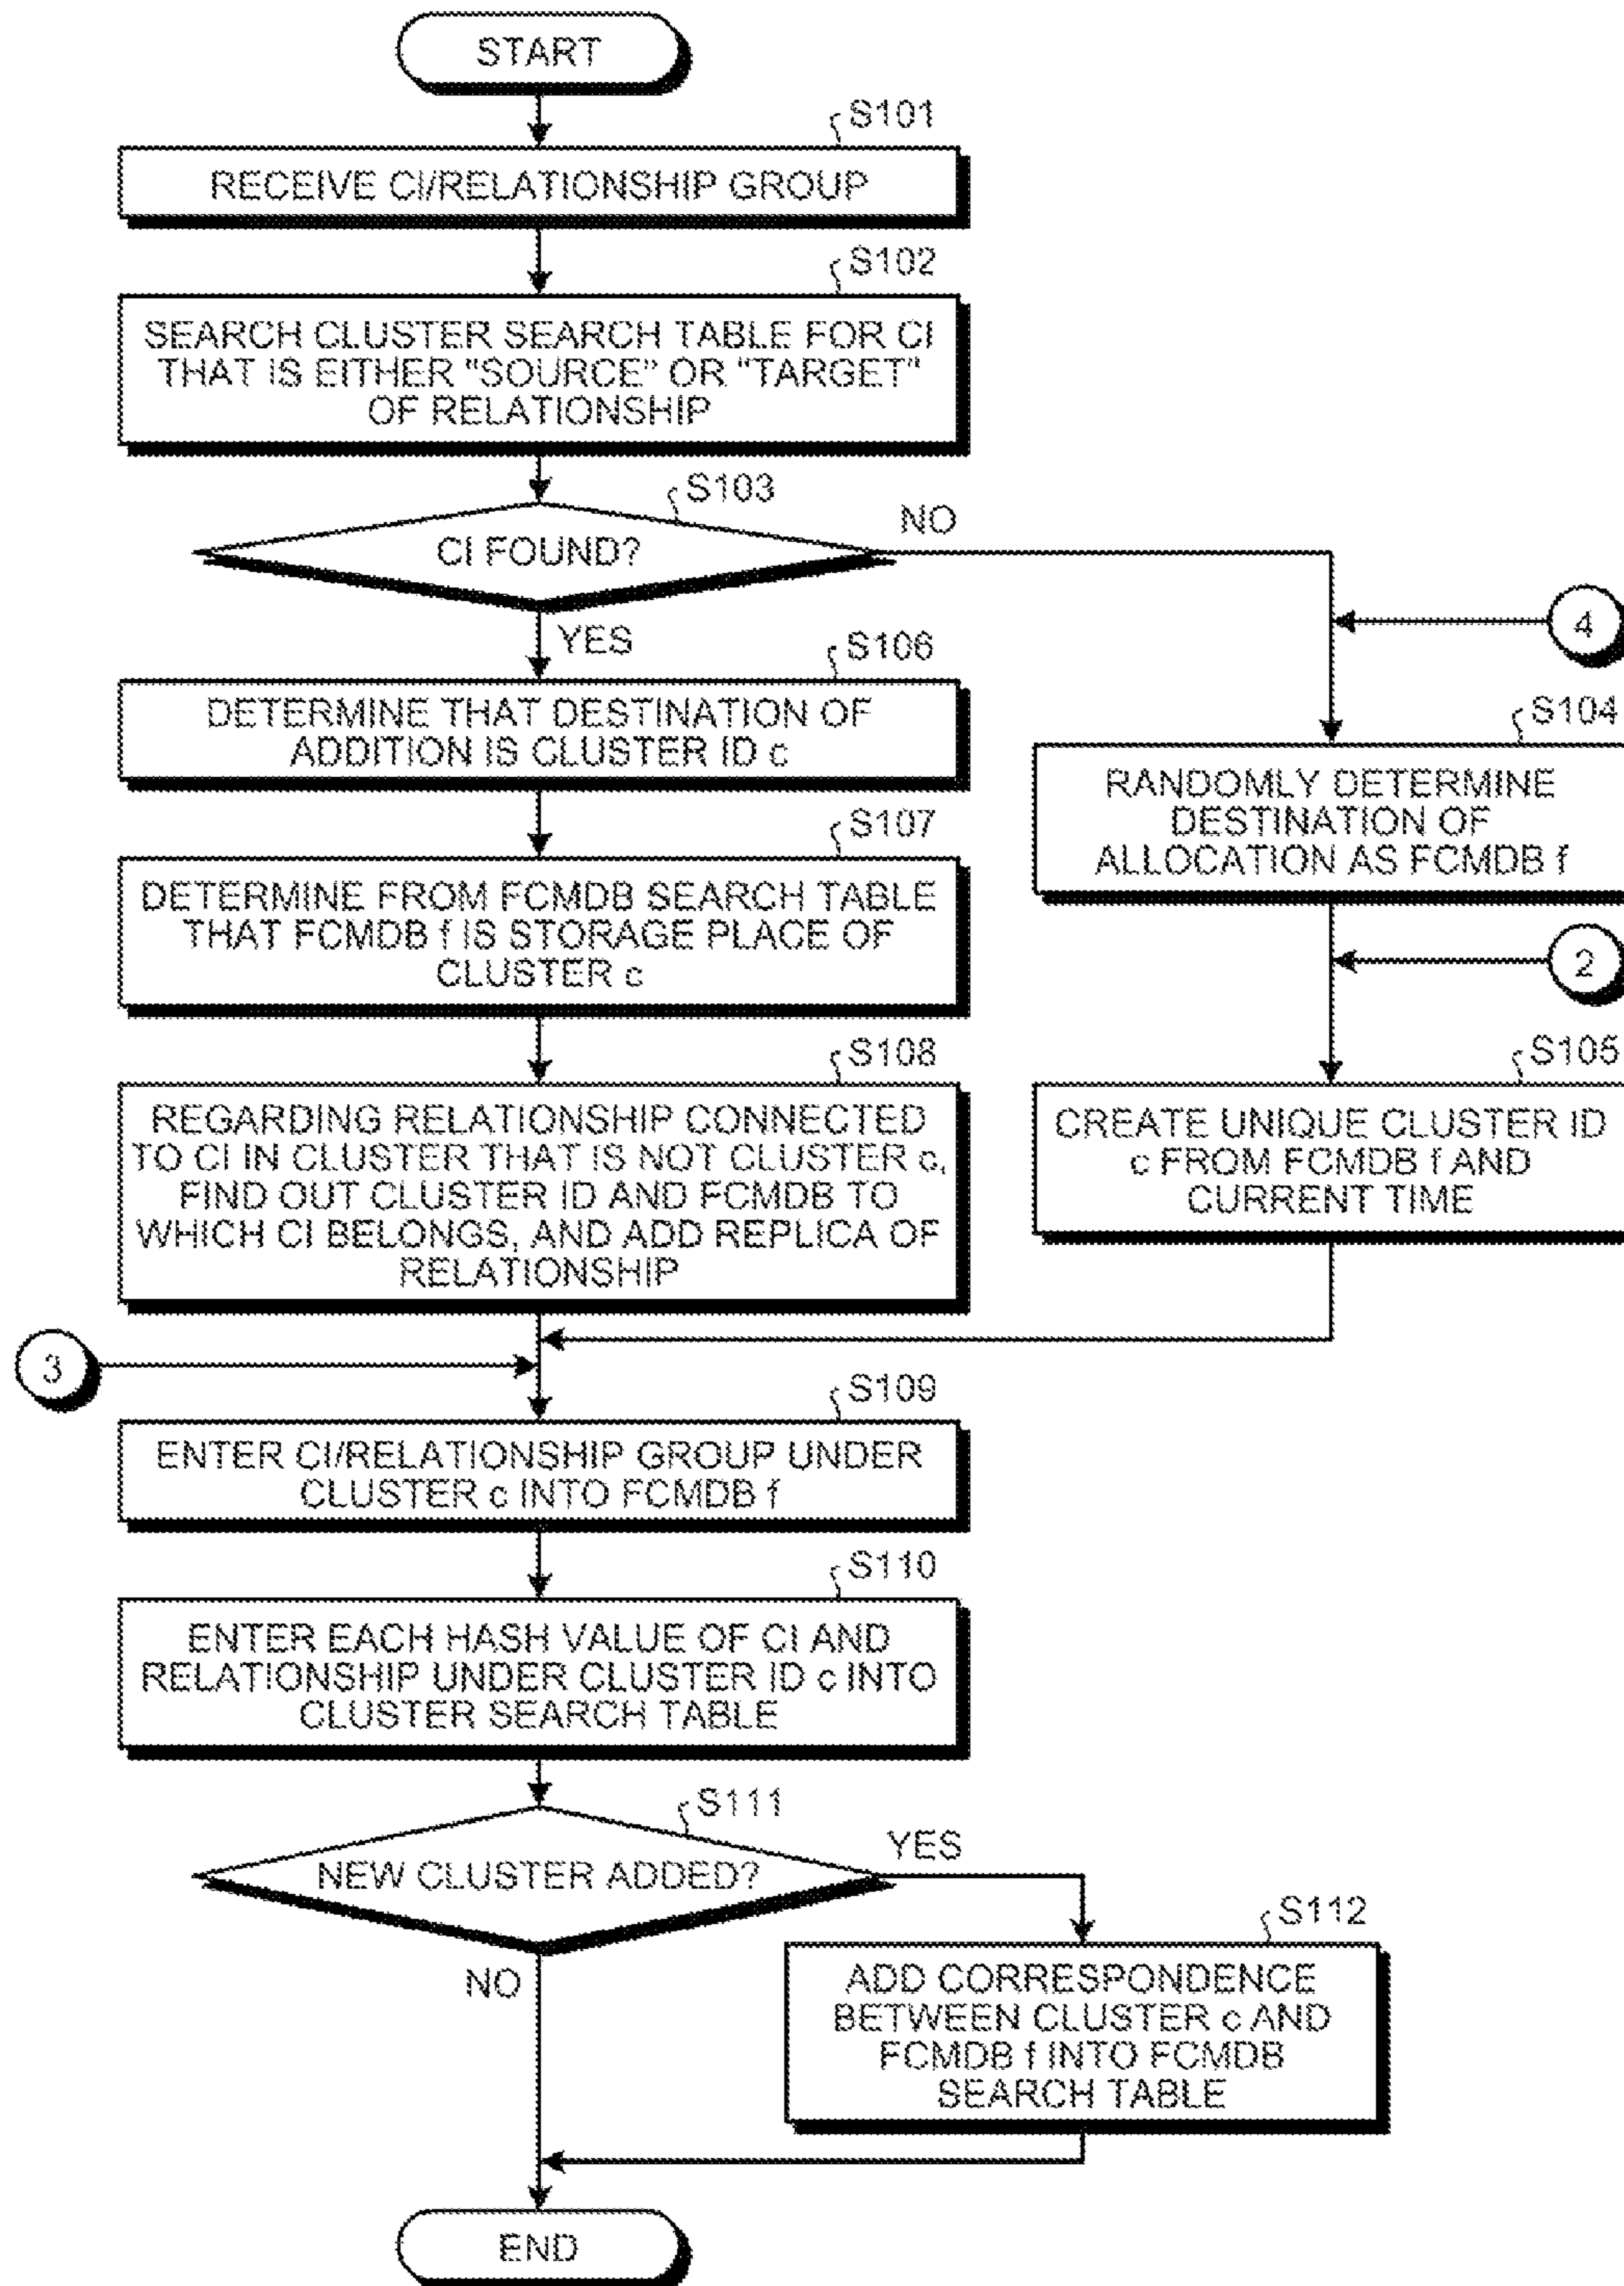 START
S101
RECEIVE CI/RELATIONSHIP GROUP
S102
SEARCH CLUSTER SEARCH TABLE FOR CI
THAT IS EITHER "SOURCE" OR "TARGET"
OF RELATIONSHIP
S103
CI FOUND?
NO
YES
4
S106
DETERMINE THAT DESTINATION OF
ADDITION IS CLUSTER ID c
S104
RANDOMLY DETERMINE
DESTINATION OF
ALLOCATION AS FCMDB f
S107
DETERMINE FROM FCMDB SEARCH TABLE
THAT FCMDB f IS STORAGE PLACE OF
CLUSTER c
2
S108
REGARDING RELATIONSHIP CONNECTED
TO CI IN CLUSTER THAT IS NOT CLUSTER c,
FIND OUT CLUSTER ID AND FCMDB TO
WHICH CI BELONGS, AND ADD REPLICA OF
RELATIONSHIP
S105
CREATE UNIQUE CLUSTER ID
c FROM FCMDB f AND
CURRENT TIME
3
S109
ENTER CI/RELATIONSHIP GROUP UNDER
CLUSTER c INTO FCMDB f
S110
ENTER EACH HASH VALUE OF CI AND
RELATIONSHIP UNDER CLUSTER ID c INTO
CLUSTER SEARCH TABLE
S111
NEW CLUSTER ADDED?
YES
NO
S112
ADD CORRESPONDENCE
BETWEEN CLUSTER c AND
FCMDB f INTO FCMDB
SEARCH TABLE
END